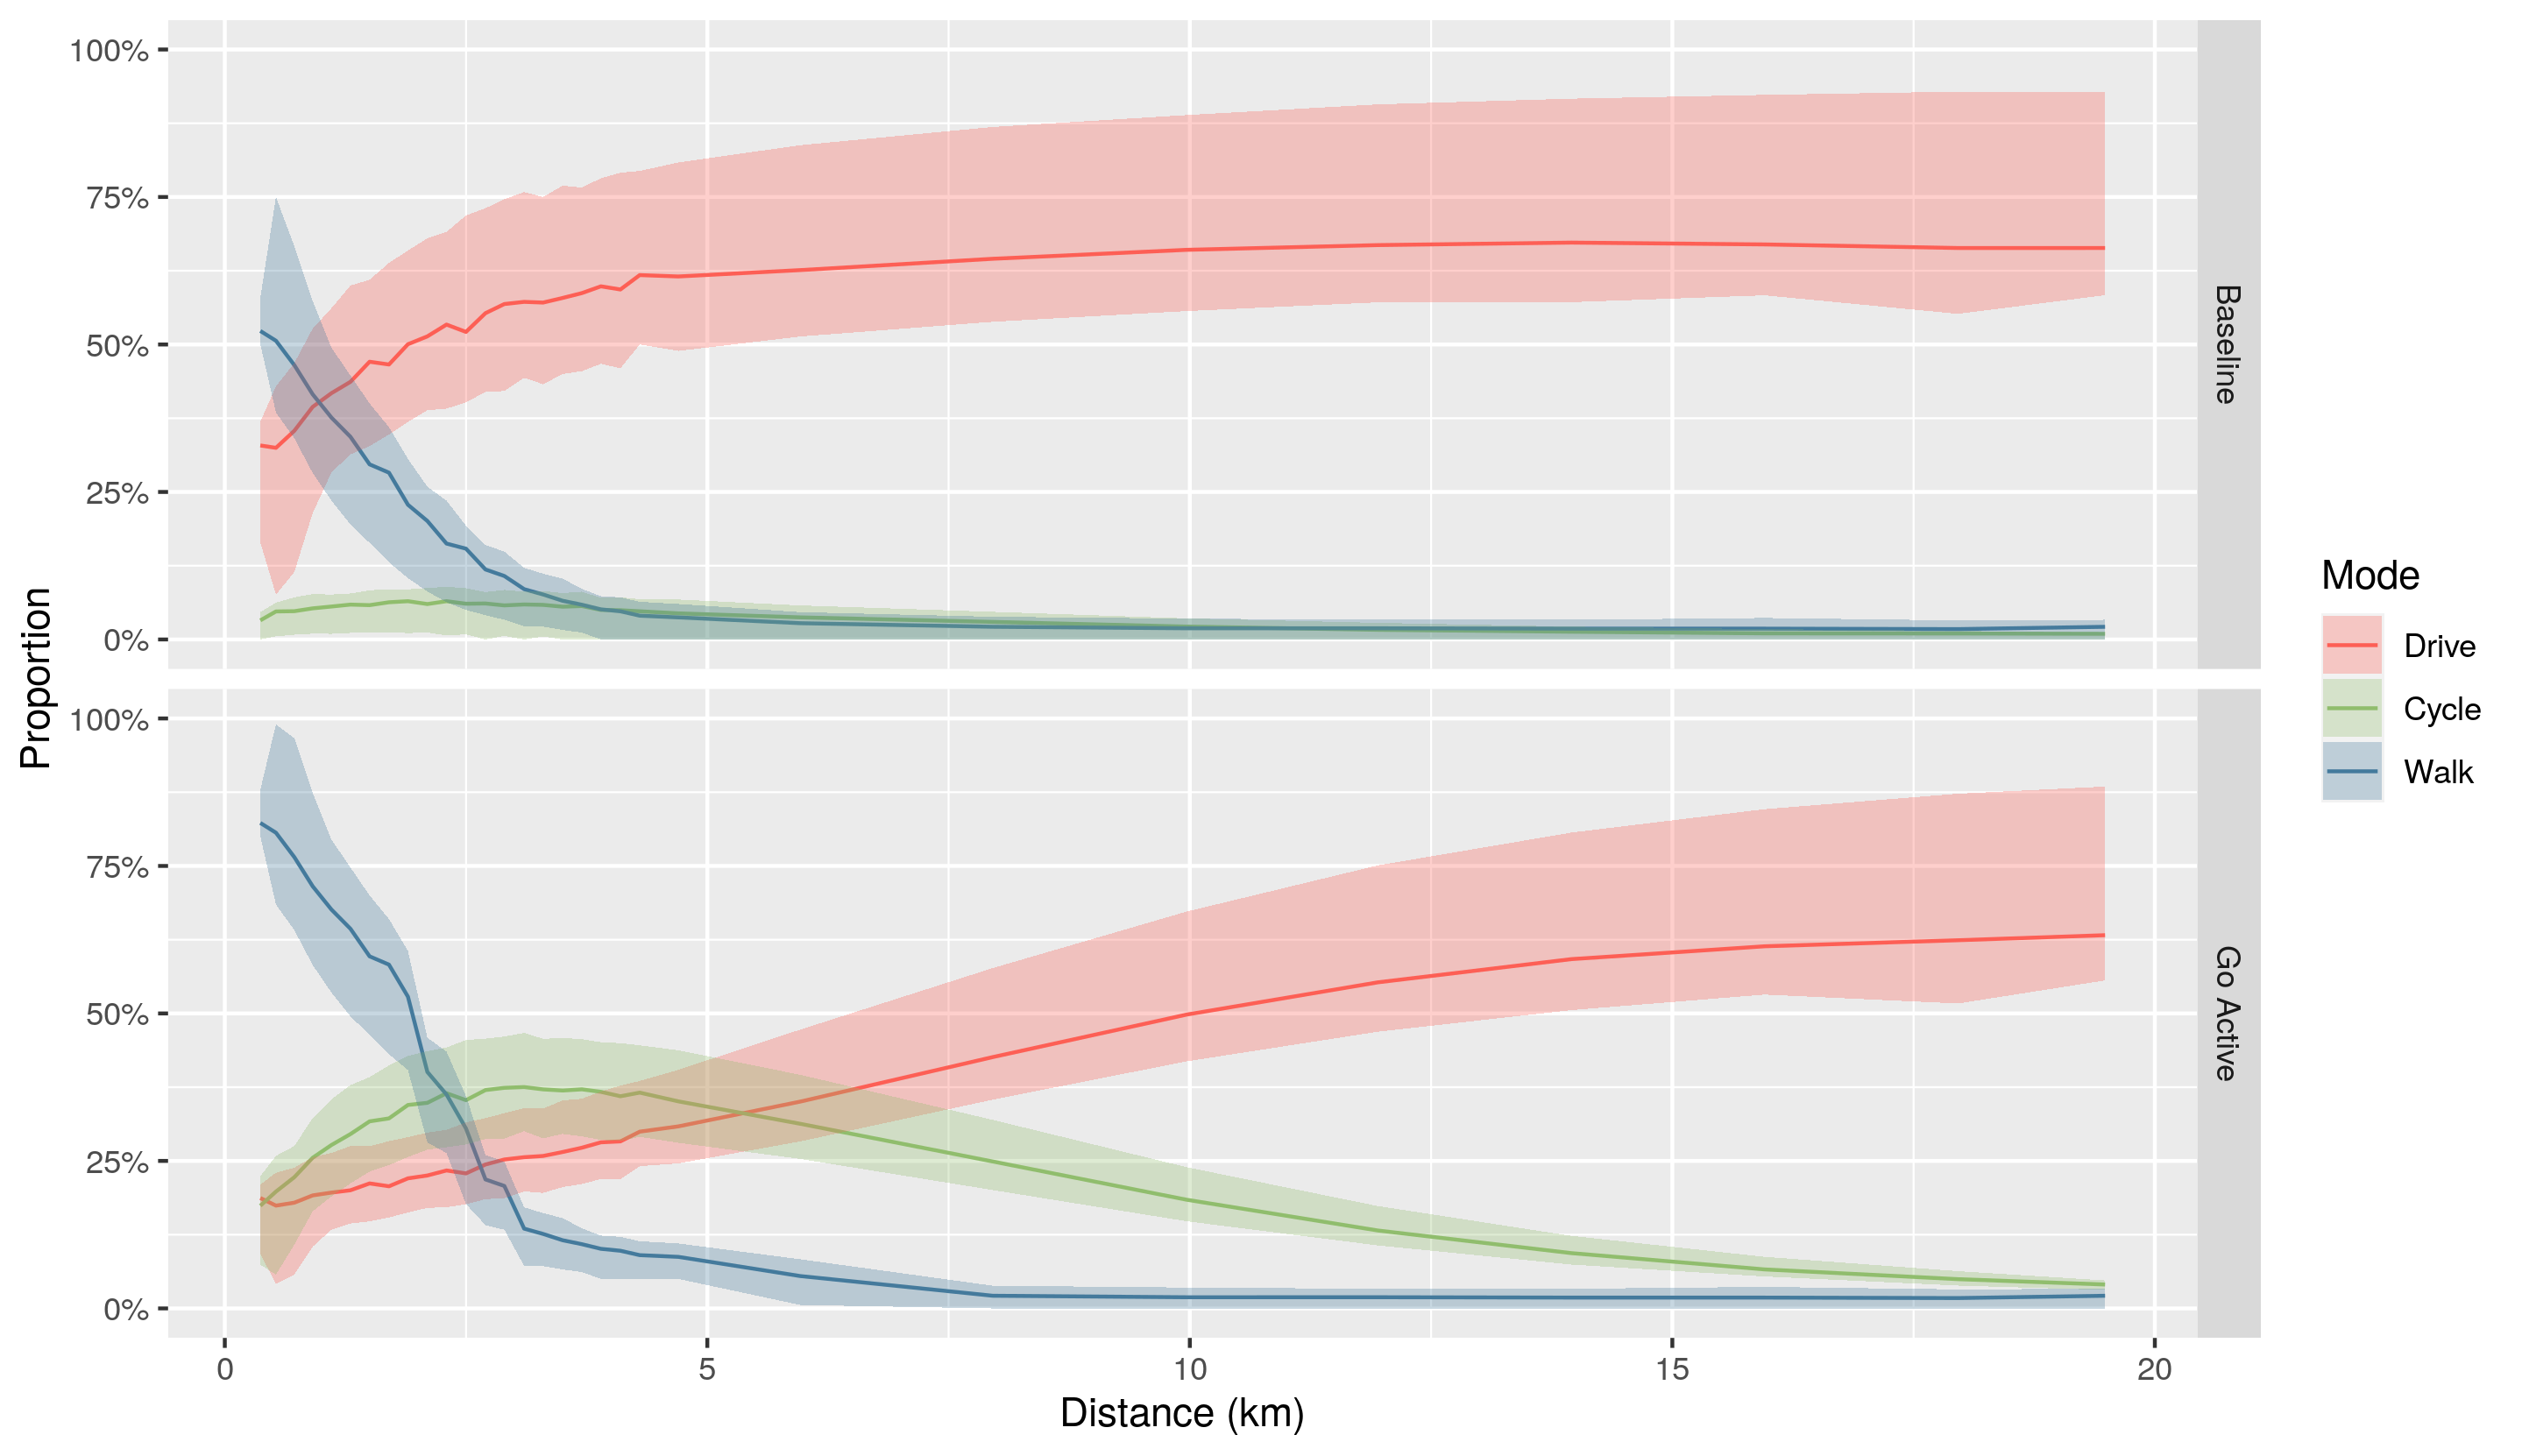 100%
75%
50%
25%
0%
Baseline
100%
75%
50%
25%
0%
Go Active
0 5 10 15 20
Distance (km)
Proportion
Mode
Drive
Cycle
Walk